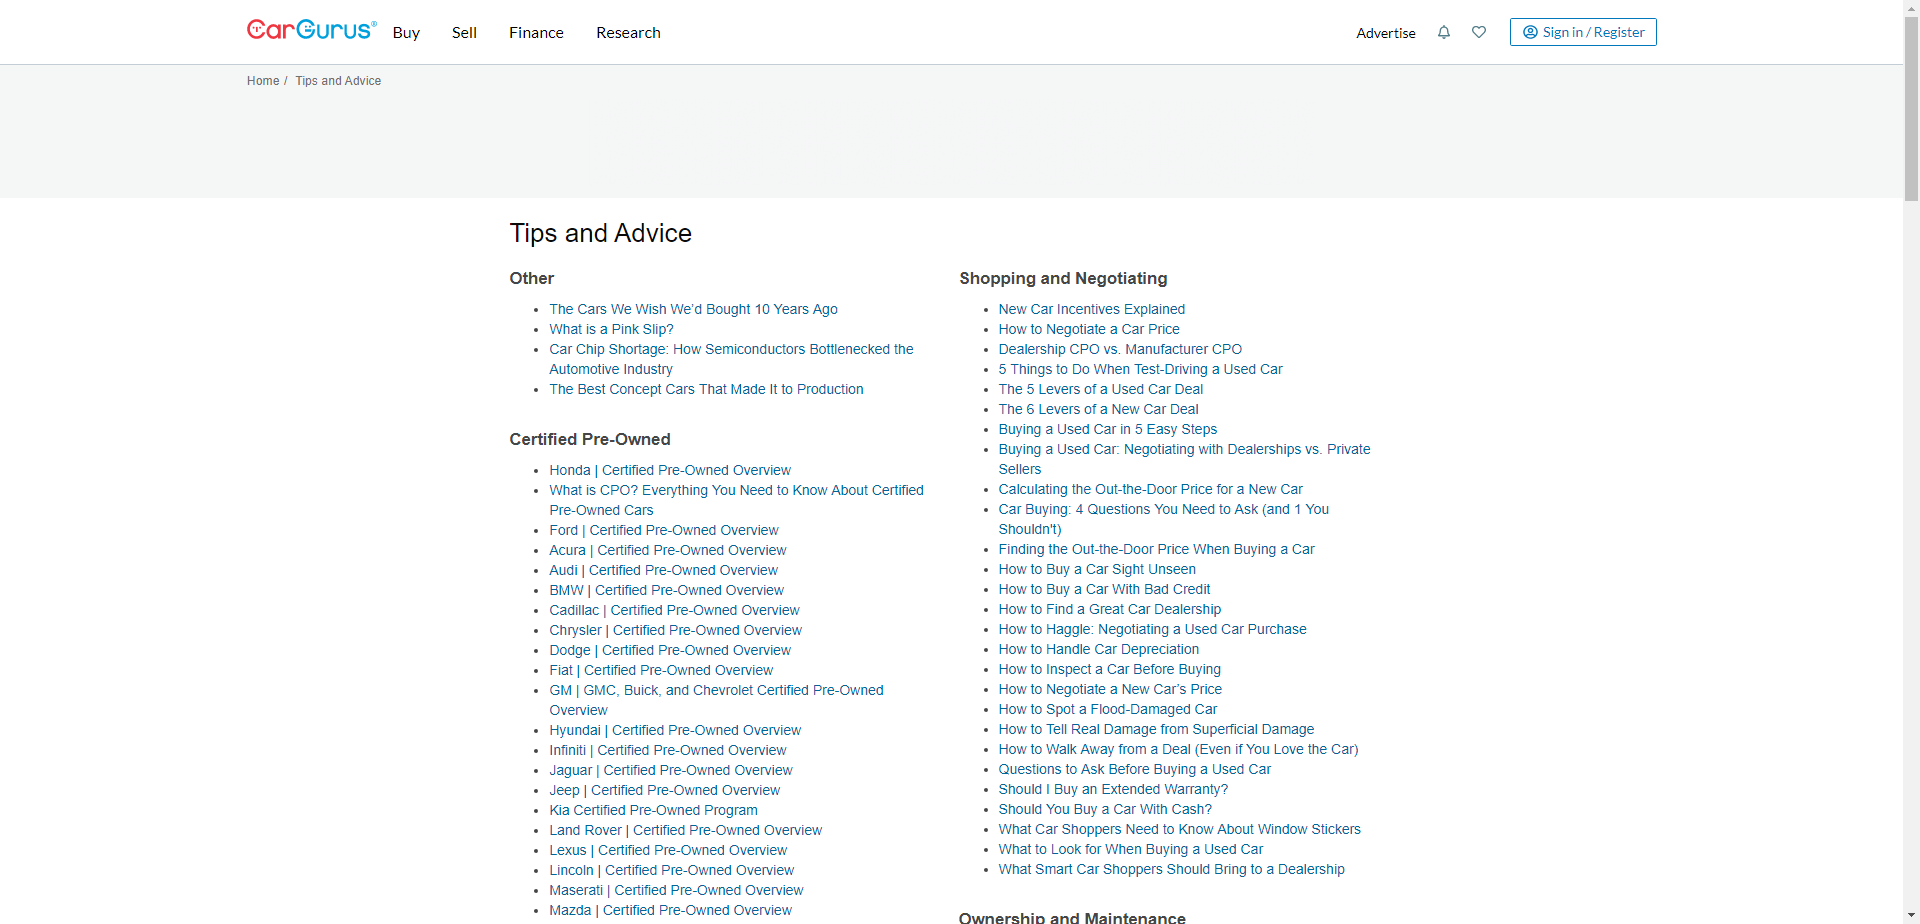 CarGurus® Buy Sell Finance Research Advertise Sign in / Register
Home / Tips and Advice
Tips and Advice
Other
• The Cars We Wish We'd Bought 10 Years Ago
• What is a Pink Slip?
• Car Chip Shortage: How Semiconductors Bottlenecked the
Automotive Industry
• The Best Concept Cars That Made It to Production
Certified Pre-Owned
• Honda | Certified Pre-Owned Overview
• What is CPO? Everything You Need to Know About Certified
Pre-Owned Cars
• Ford | Certified Pre-Owned Overview
• Acura | Certified Pre-Owned Overview
• Audi | Certified Pre-Owned Overview
• BMW | Certified Pre-Owned Overview
• Cadillac | Certified Pre-Owned Overview
• Chrysler | Certified Pre-Owned Overview
• Dodge | Certified Pre-Owned Overview
• Fiat | Certified Pre-Owned Overview
• GM | GMC, Buick, and Chevrolet Certified Pre-Owned
Overview
• Hyundai | Certified Pre-Owned Overview
• Infiniti | Certified Pre-Owned Overview
• Jaguar | Certified Pre-Owned Overview
• Jeep | Certified Pre-Owned Overview
• Kia Certified Pre-Owned Program
• Land Rover | Certified Pre-Owned Overview
• Lexus | Certified Pre-Owned Overview
• Lincoln | Certified Pre-Owned Overview
• Maserati | Certified Pre-Owned Overview
• Mazda | Certified Pre-Owned Overview
Shopping and Negotiating
• New Car Incentives Explained
• How to Negotiate a Car Price
• Dealership CPO vs. Manufacturer CPO
• 5 Things to Do When Test-Driving a Used Car
• The 5 Levers of a Used Car Deal
• The 6 Levers of a New Car Deal
• Buying a Used Car in 5 Easy Steps
• Buying a Used Car: Negotiating with Dealerships vs. Private
Sellers
• Calculating the Out-the-Door Price for a New Car
• Car Buying: 4 Questions You Need to Ask (and 1 You
Shouldn't)
• Finding the Out-the-Door Price When Buying a Car
• How to Buy a Car Sight Unseen
• How to Buy a Car With Bad Credit
• How to Find a Great Car Dealership
• How to Haggle: Negotiating a Used Car Purchase
• How to Handle Car Depreciation
• How to Inspect a Car Before Buying
• How to Negotiate a New Car's Price
• How to Spot a Flood-Damaged Car
• How to Tell Real Damage from Superficial Damage
• How to Walk Away from a Deal (Even if You Love the Car)
• Questions to Ask Before Buying a Used Car
• Should I Buy an Extended Warranty?
• Should You Buy a Car With Cash?
• What Car Shoppers Need to Know About Window Stickers
• What to Look for When Buying a Used Car
• What Smart Car Shoppers Should Bring to a Dealership
Ownership and Maintenance